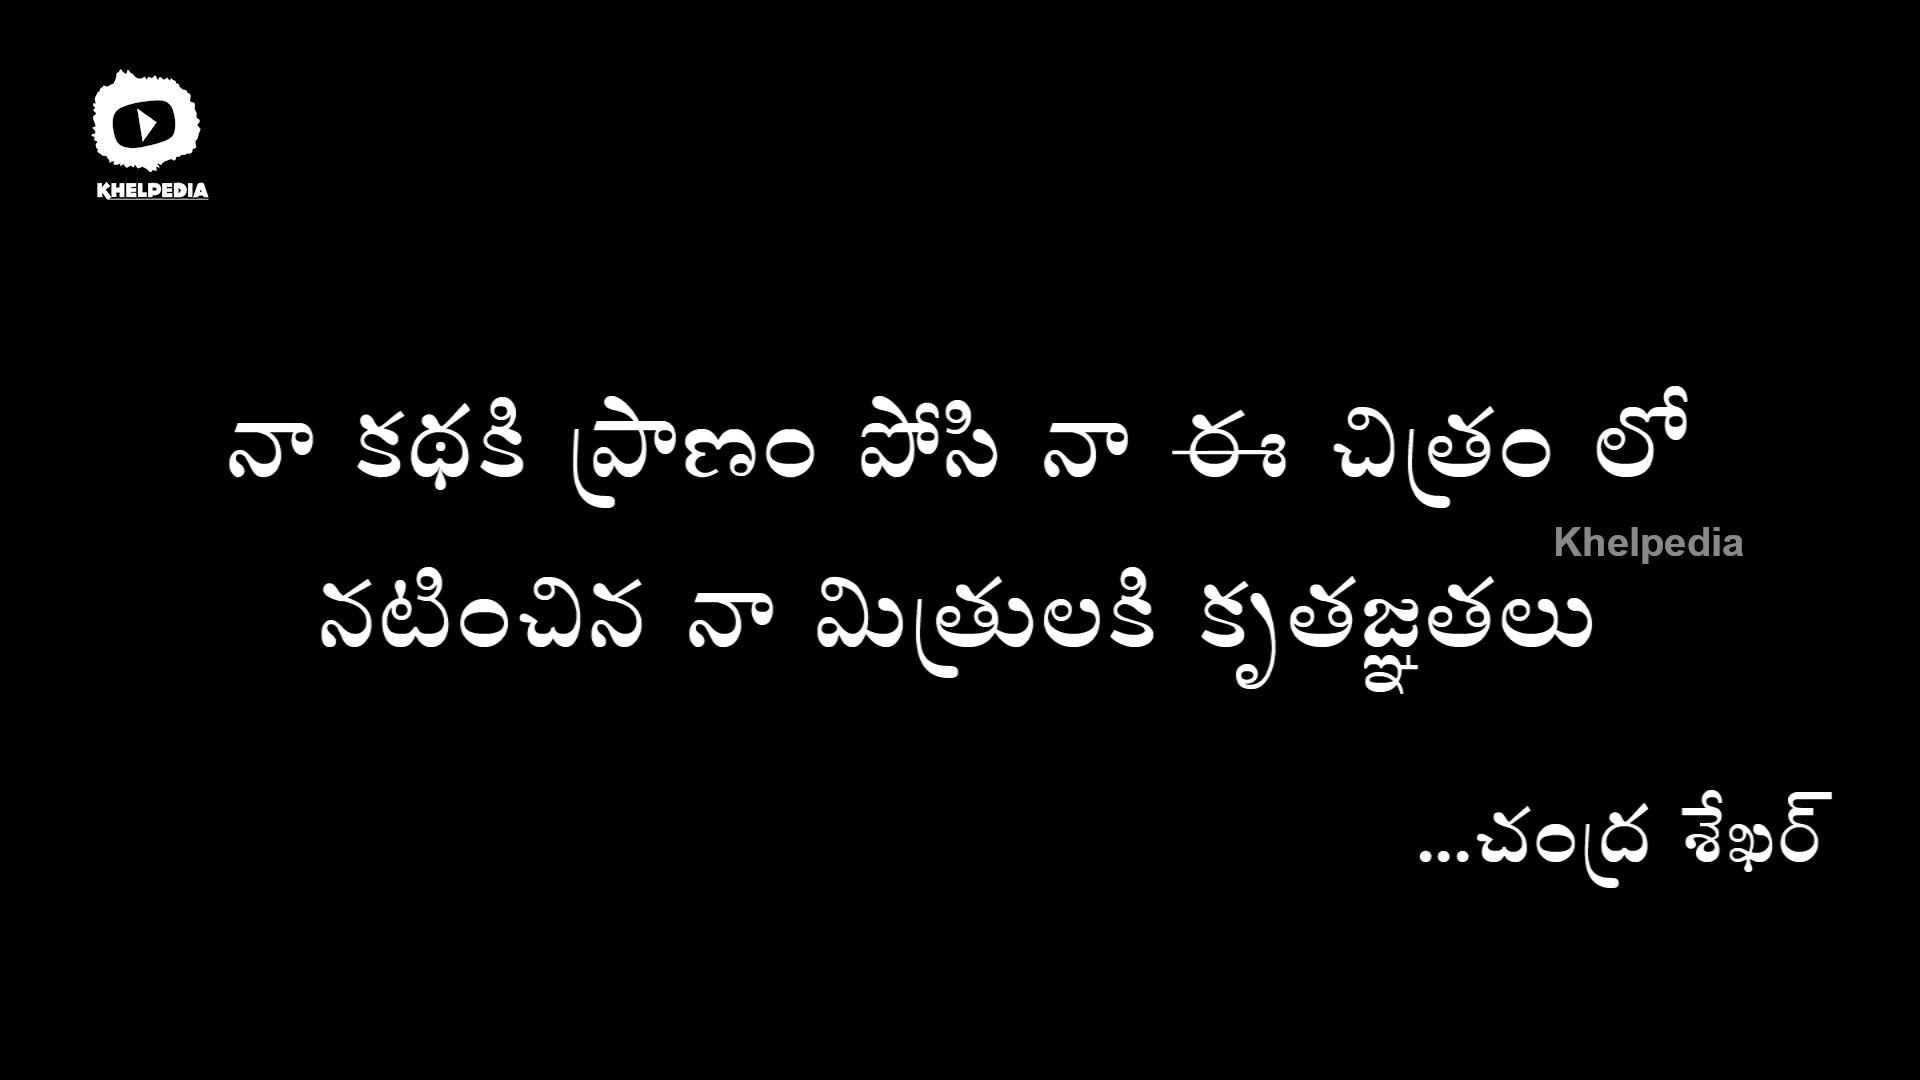 KHELPEDIA
నా కథకి ప్రాణం పోసి నా ఈ చిత్రం లో
Khelpedia
నటించిన నా మిత్రులకి కృతజ్ఞతలు
...చంద్ర శేఖర్